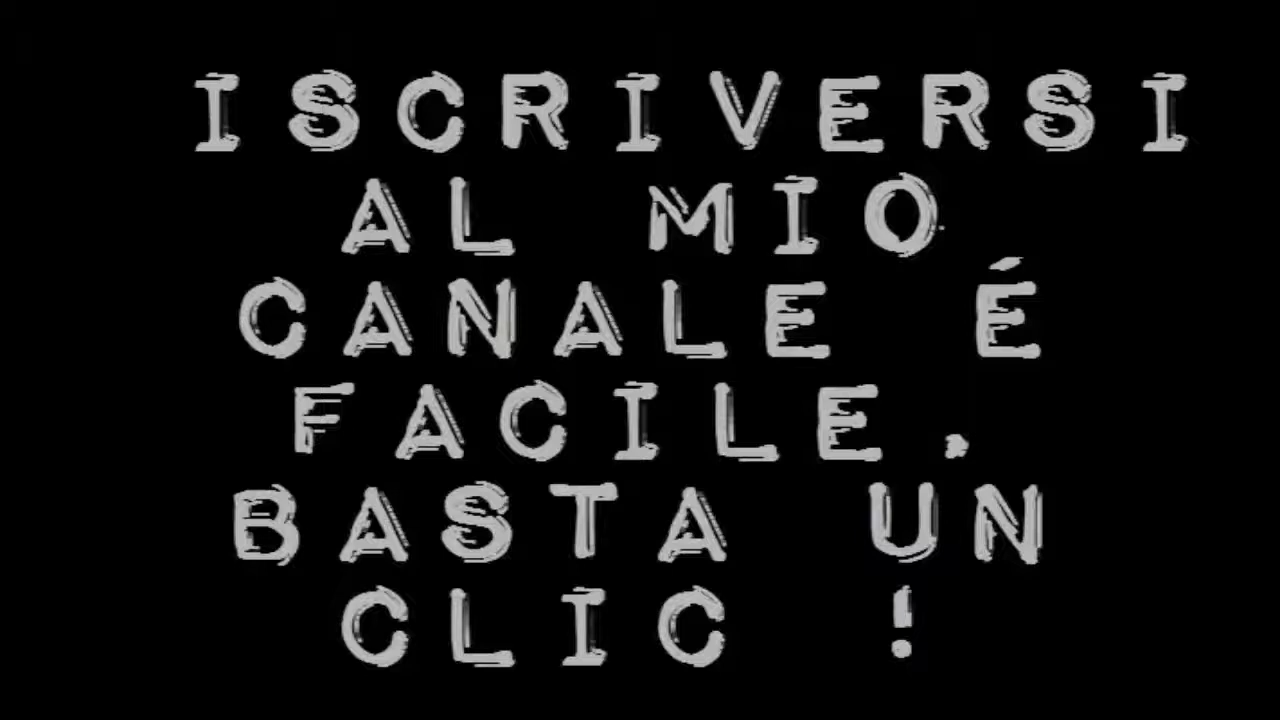 ISCRIVERSI
AL MIO
CANALE É
FACILE,
BASTA UN
CLIC !